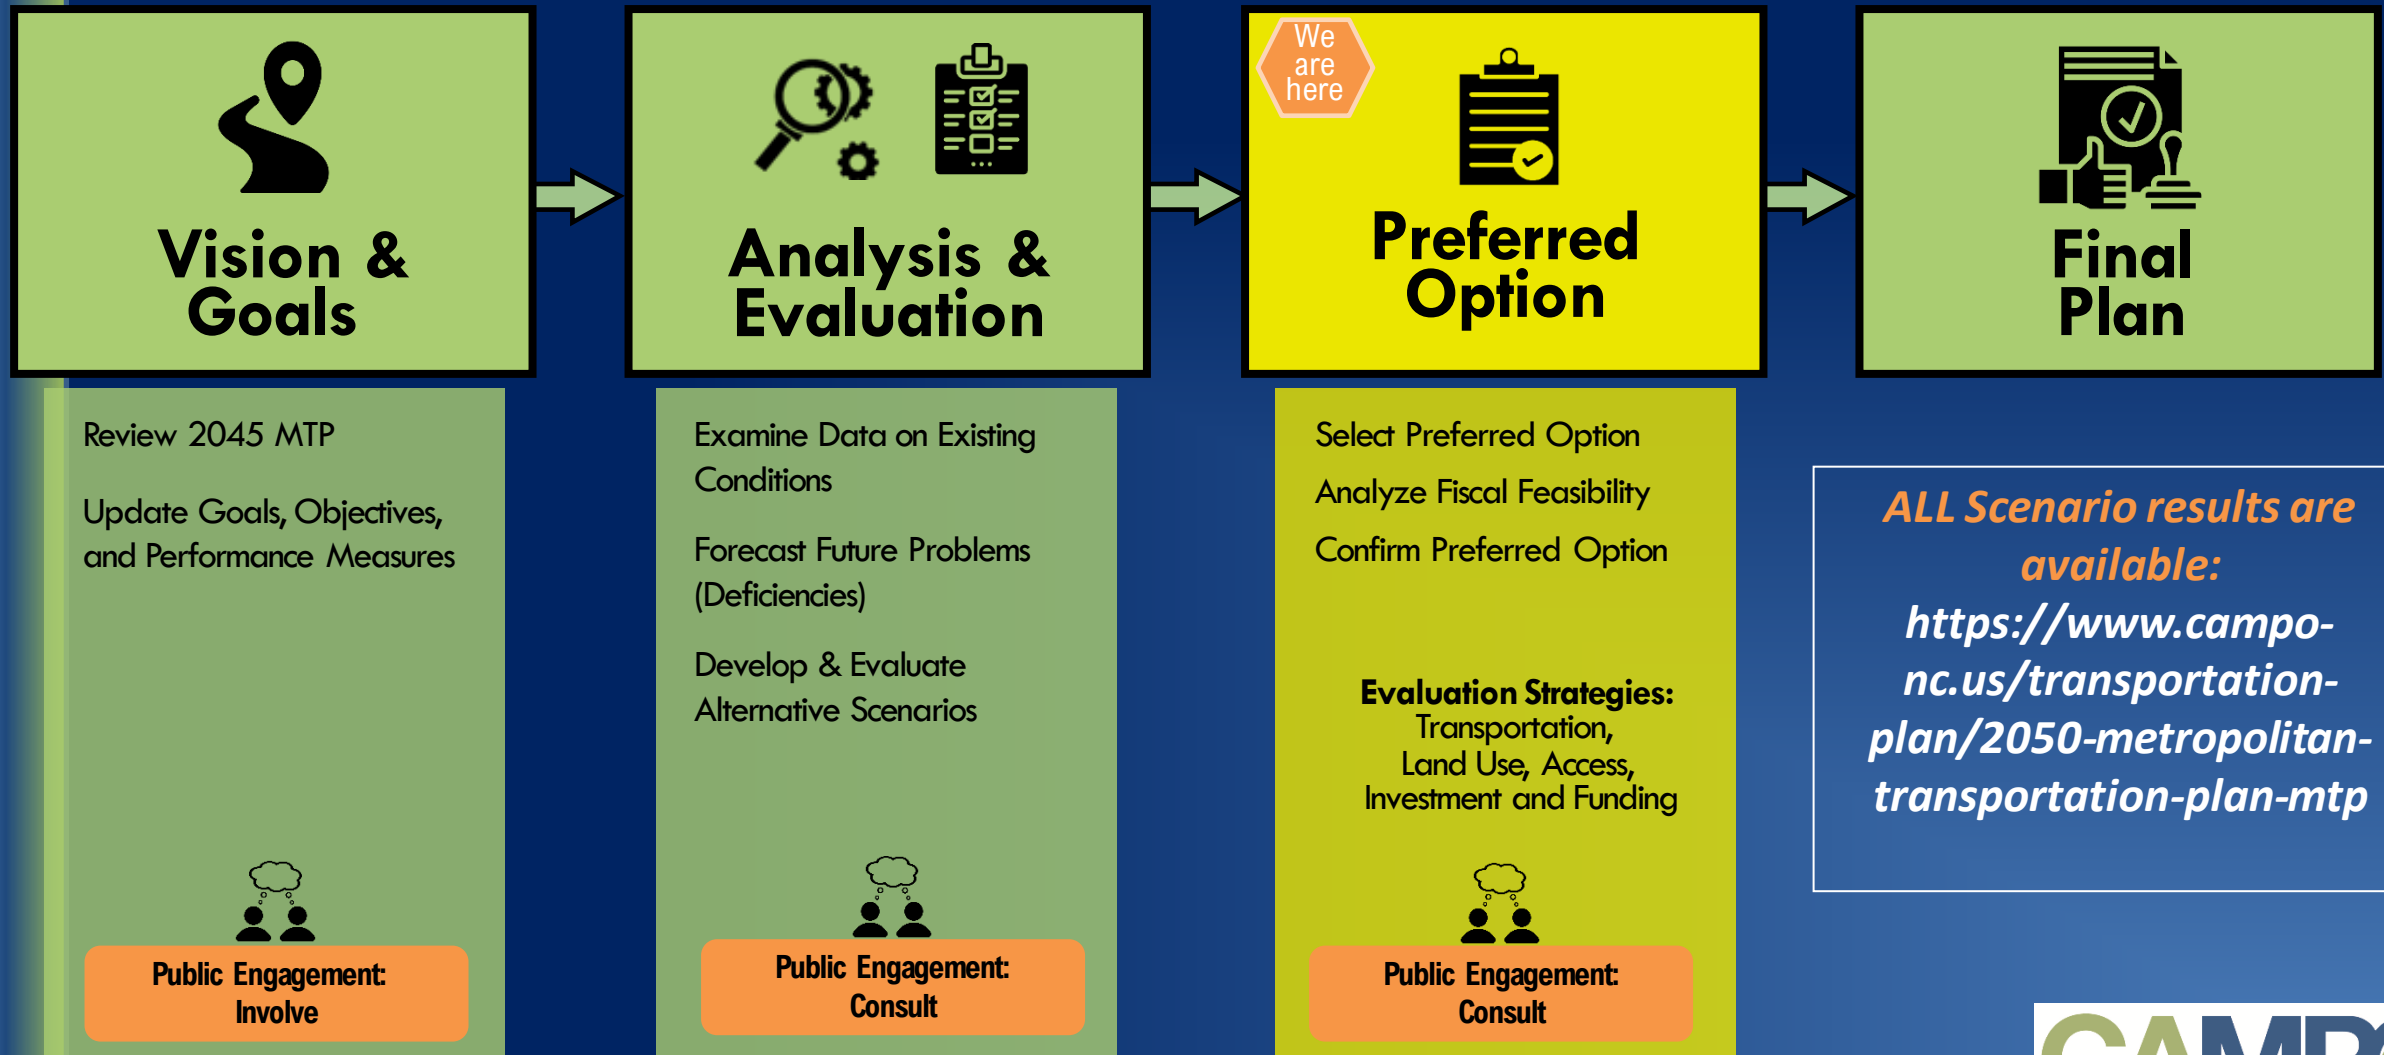 Vision &
Goals
Review 2045 MTP
Update Goals, Objectives,
and Performance Measures
Public Engagement:
Involve
Analysis &
Evaluation
Examine Data on Existing
Conditions
Forecast Future Problems
(Deficiencies)
Develop & Evaluate
Alternative Scenarios
Public Engagement:
Consult
We
are
here
Preferred
Option
Select Preferred Option
Analyze Fiscal Feasibility
Confirm Preferred Option
Evaluation Strategies:
Transportation,
Land Use, Access,
Investment and Funding
Public Engagement:
Consult
Final
Plan
ALL Scenario results are
available:
https://www.campo-
nc.us/transportation-
plan/2050-metropolitan-
transportation-plan-mtp